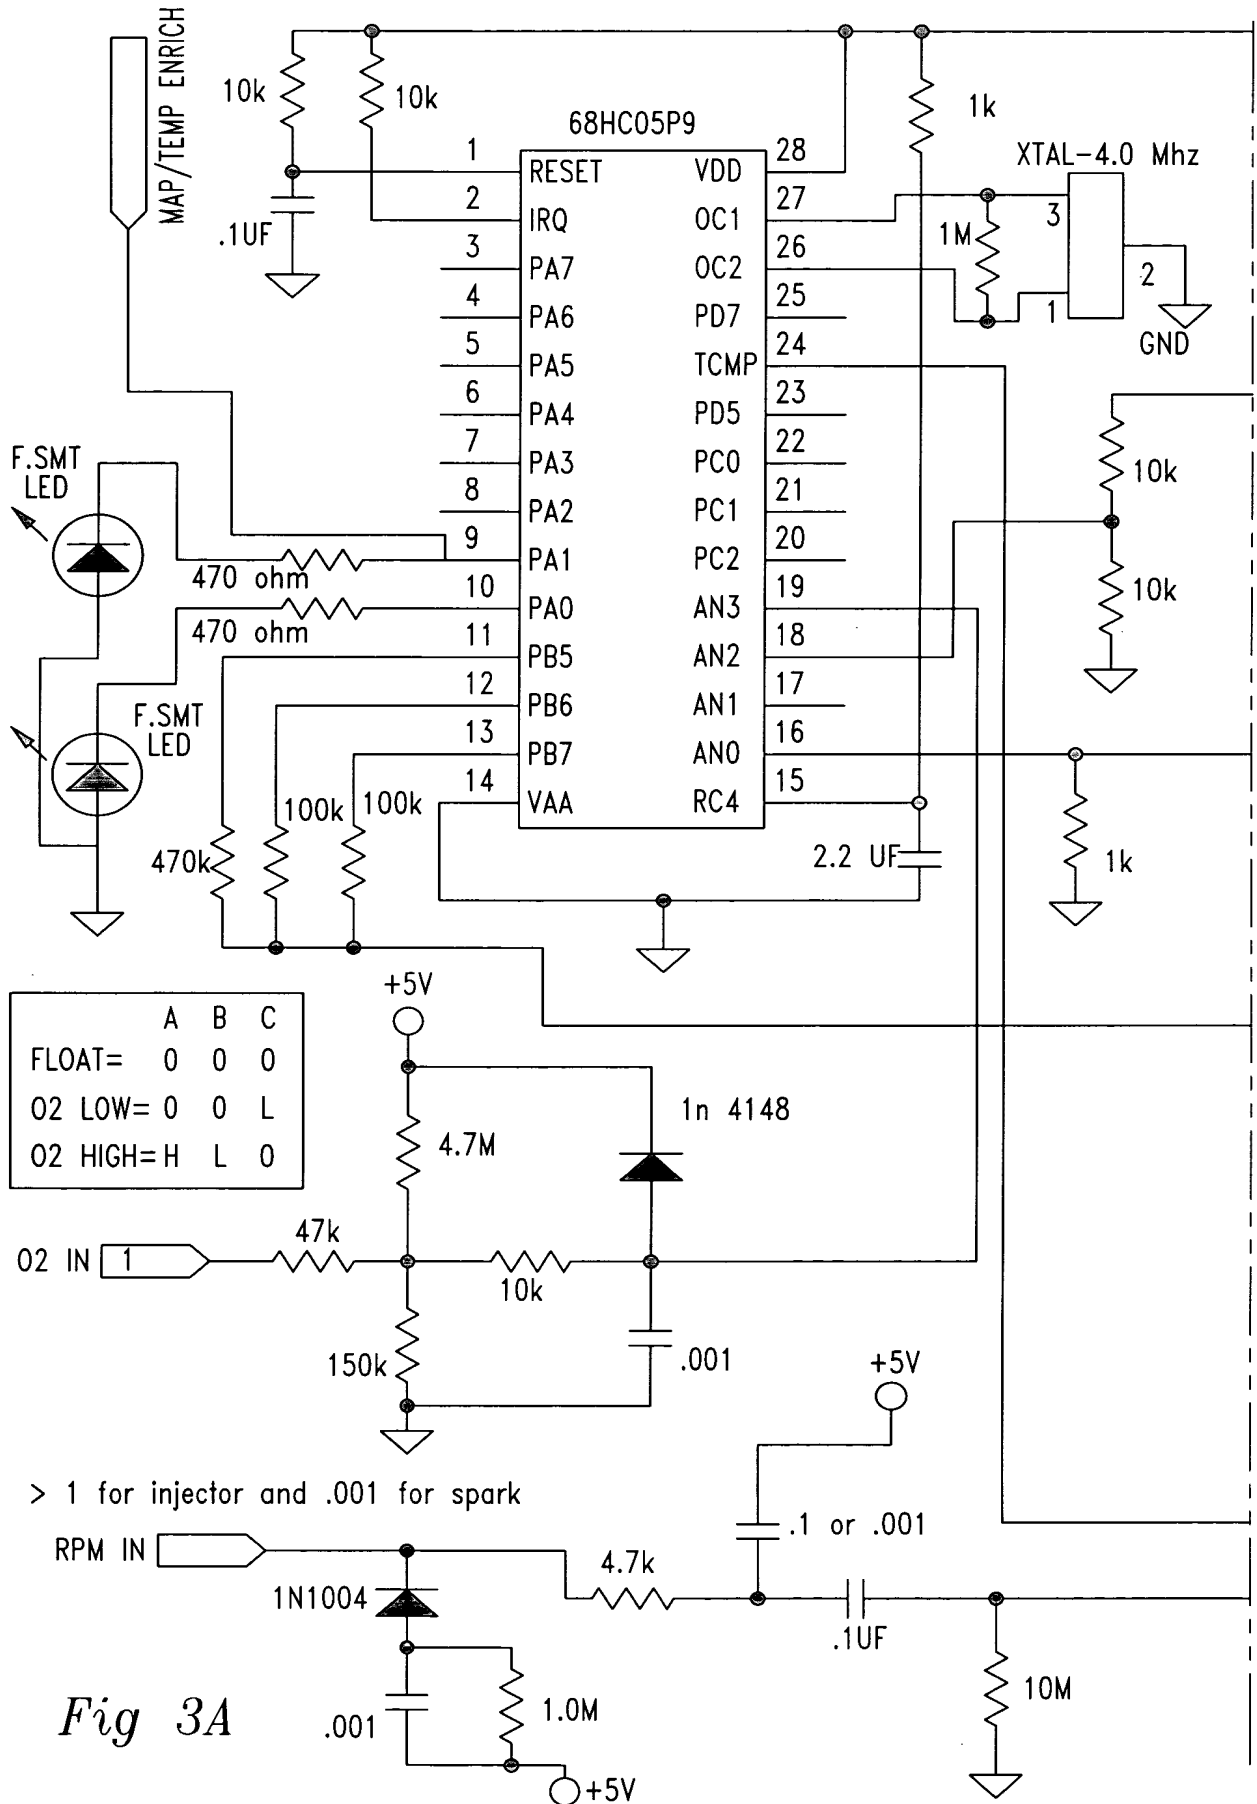 MAP/TEMP ENRICH
10k
10k
.1UF
68HC05P9
1
2
3
4
5
6
7
8
9
10
11
12
13
14
RESET
IRQ
PA7
PA6
PA5
PA4
PA3
PA2
PA1
PA0
PB5
PB6
PB7
VAA
VDD
OC1
OC2
PD7
TCMP
PD5
PC0
PC1
PC2
AN3
AN2
AN1
AN0
RC4
28
27
26
25
24
23
22
21
20
19
18
17
16
15
1k
XTAL-4.0 Mhz
1M
3
1
2
GND
10k
10k
1k
2.2 UF
F.SMT
LED
470 ohm
470 ohm
F.SMT
LED
470k
100k
100k
A B C
FLOAT= 0 0 0
O2 LOW= 0 0 L
O2 HIGH= H L 0
+5V
4.7M
1n 4148
O2 IN 1
47k
10k
150k
.001
> 1 for injector and .001 for spark
RPM IN
1N1004
.001
1.0M
+5V
4.7k
+5V
.1 or .001
.1UF
10M
Fig 3A